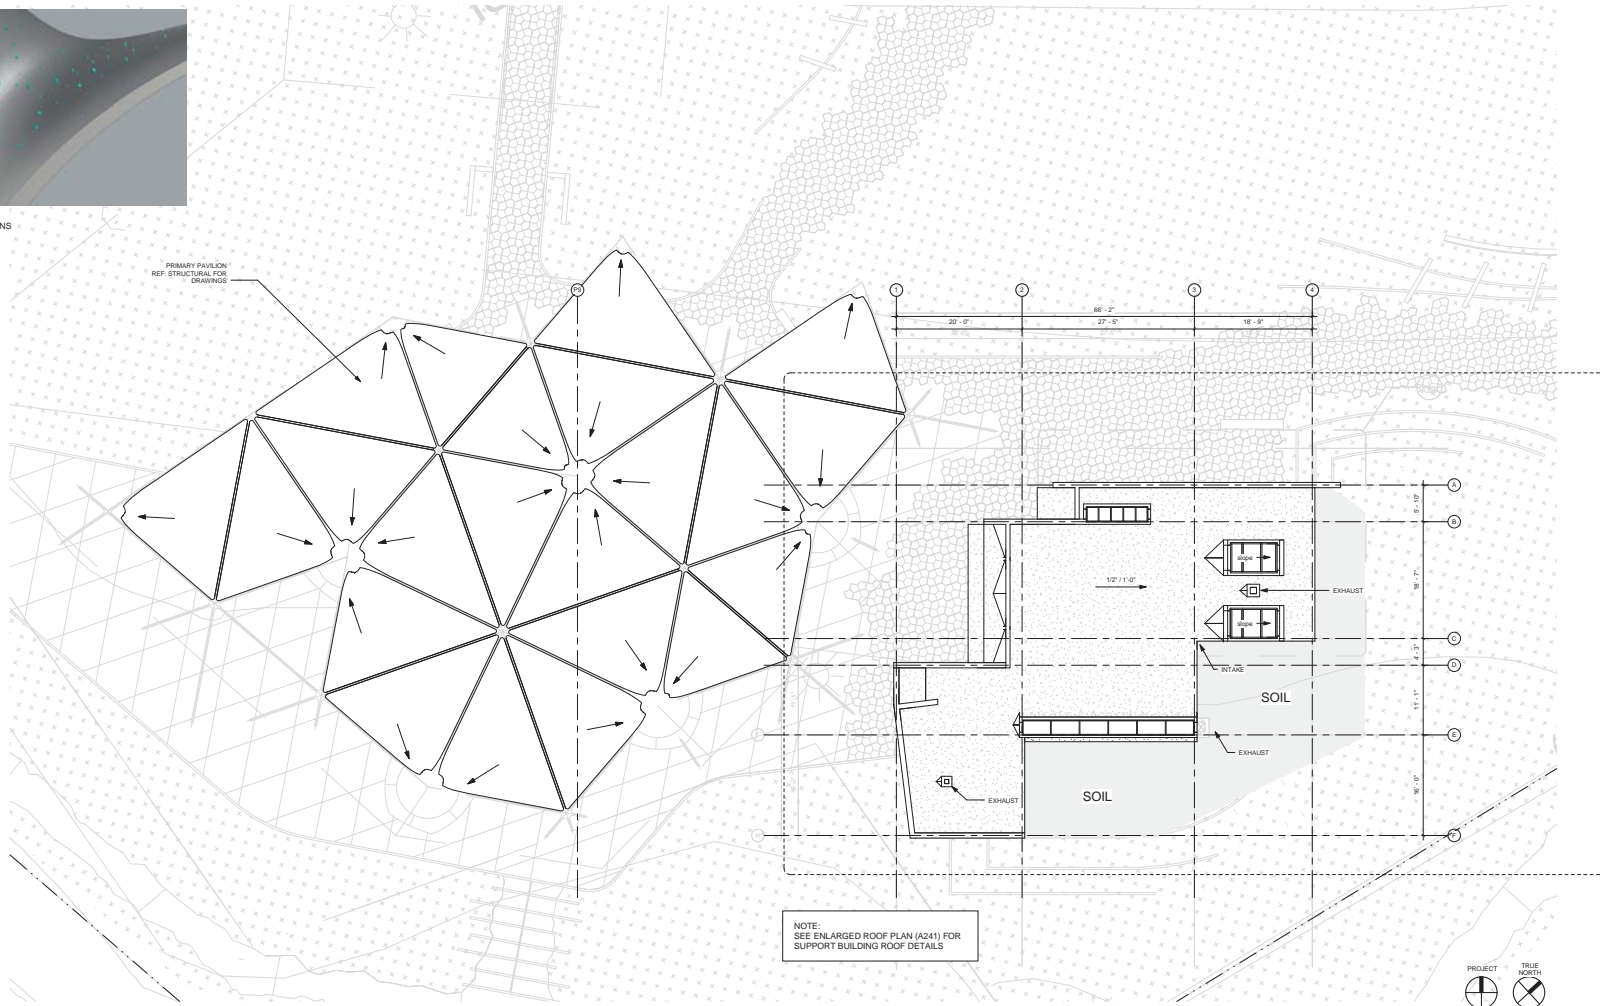 NS
PRIMARY PAVILION
REF: STRUCTURAL FOR
DRAWINGS
P9
1
2
3
4
66' - 2"
20' - 0"
27' - 5"
18' - 9"
A
5' - 10"
B
slope
1/2" / 1'-0"
18' - 7"
EXHAUST
slope
C
4' - 3"
INTAKE
D
SOIL
11' - 1"
E
EXHAUST
SOIL
EXHAUST
16' - 0"
H
F
NOTE:
SEE ENLARGED ROOF PLAN (A241) FOR
SUPPORT BUILDING ROOF DETAILS
PROJECT
TRUE
NORTH